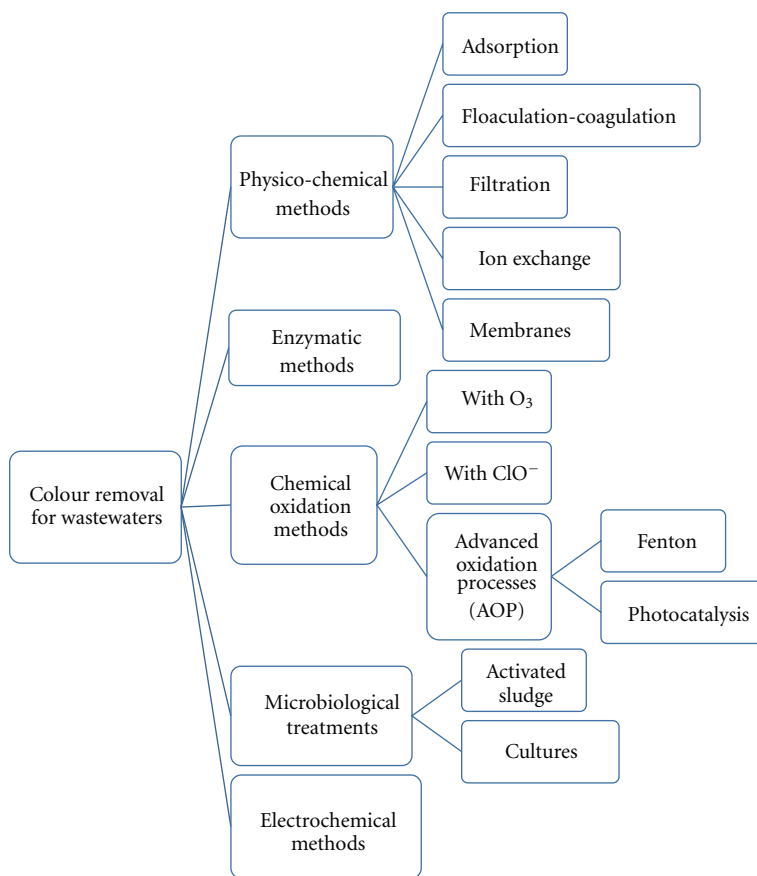 Colour removal
for wastewaters
Physico-chemical
methods
Adsorption
Floaculation-coagulation
Filtration
Ion exchange
Membranes
Enzymatic
methods
Chemical
oxidation
methods
With O₃
With ClO⁻
Advanced
oxidation
processes
(AOP)
Fenton
Photocatalysis
Microbiological
treatments
Activated
sludge
Cultures
Electrochemical
methods